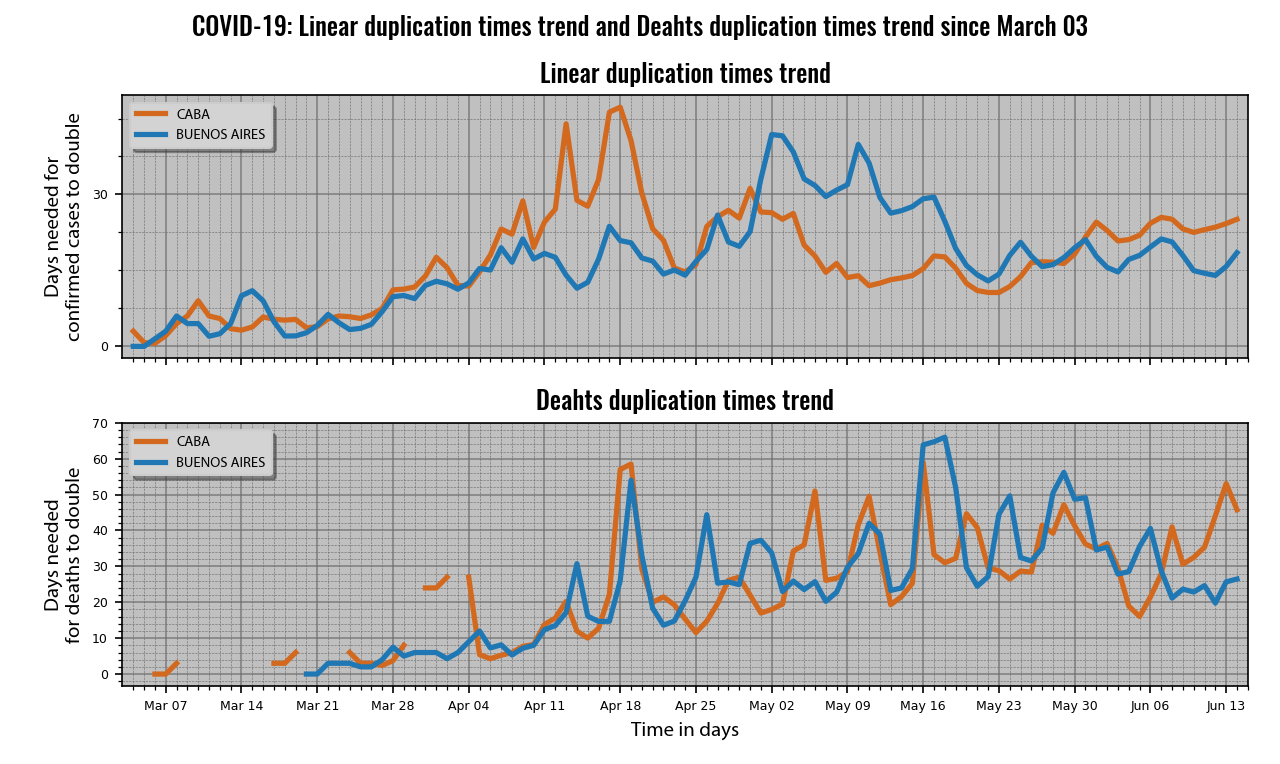 COVID-19: Linear duplication times trend and Deahts duplication times trend since March 03
Linear duplication times trend
CABA
BUENOS AIRES
Days needed for
confirmed cases to double
30
0
Deahts duplication times trend
CABA
BUENOS AIRES
Days needed
for deaths to double
70
60
50
40
30
20
10
0
Mar 07 Mar 14 Mar 21 Mar 28 Apr 04 Apr 11 Apr 18 Apr 25 May 02 May 09 May 16 May 23 May 30 Jun 06 Jun 13
Time in days